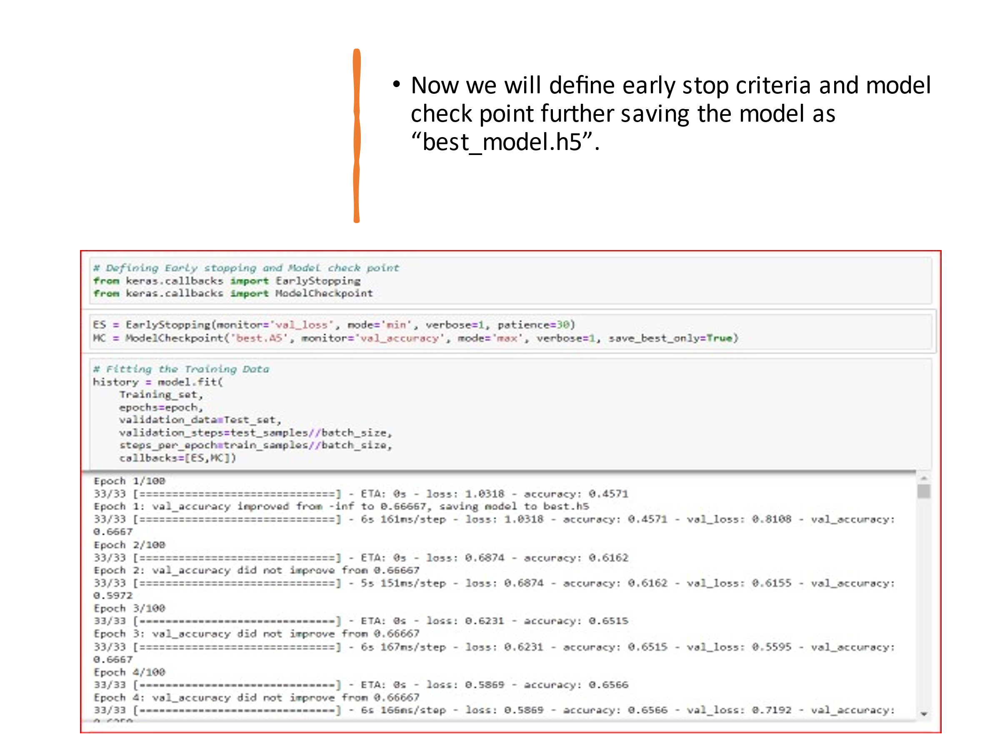 • Now we will define early stop criteria and model
check point further saving the model as
“best_model.h5”.
# Defining Early stopping and Model check point
from keras.callbacks import EarlyStopping
from keras.callbacks import ModelCheckpoint
ES = EarlyStopping(monitor='val_loss', mode='min', verbose=1, patience=30)
MC = ModelCheckpoint('best.h5', monitor='val_accuracy', mode='max', verbose=1, save_best_only=True)
# Fitting the Training Data
history = model.fit(
    Training_set,
    epochs=epoch,
    validation_data=Test_set,
    validation_steps=test_samples//batch_size,
    steps_per_epoch=train_samples//batch_size,
    callbacks=[ES,MC])
Epoch 1/100
33/33 [==============================] - ETA: 0s - loss: 1.0318 - accuracy: 0.4571
Epoch 1: val_accuracy improved from -inf to 0.66667, saving model to best.h5
33/33 [==============================] - 6s 161ms/step - loss: 1.0318 - accuracy: 0.4571 - val_loss: 0.8108 - val_accuracy:
0.6667
Epoch 2/100
33/33 [==============================] - ETA: 0s - loss: 0.6874 - accuracy: 0.6162
Epoch 2: val_accuracy did not improve from 0.66667
33/33 [==============================] - 5s 151ms/step - loss: 0.6874 - accuracy: 0.6162 - val_loss: 0.6155 - val_accuracy:
0.5972
Epoch 3/100
33/33 [==============================] - ETA: 0s - loss: 0.6231 - accuracy: 0.6515
Epoch 3: val_accuracy did not improve from 0.66667
33/33 [==============================] - 6s 167ms/step - loss: 0.6231 - accuracy: 0.6515 - val_loss: 0.5595 - val_accuracy:
0.6667
Epoch 4/100
33/33 [==============================] - ETA: 0s - loss: 0.5869 - accuracy: 0.6566
Epoch 4: val_accuracy did not improve from 0.66667
33/33 [==============================] - 6s 166ms/step - loss: 0.5869 - accuracy: 0.6566 - val_loss: 0.7192 - val_accuracy: